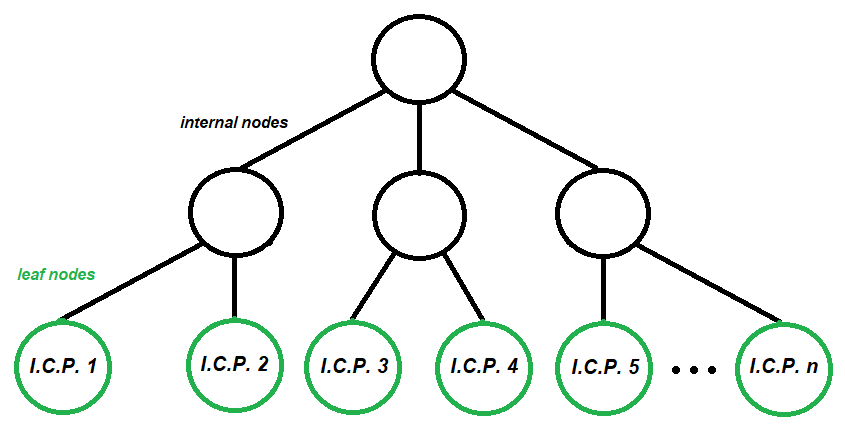 internal nodes
leaf nodes
I.C.P. 1
I.C.P. 2
I.C.P. 3
I.C.P. 4
I.C.P. 5
...
I.C.P. n